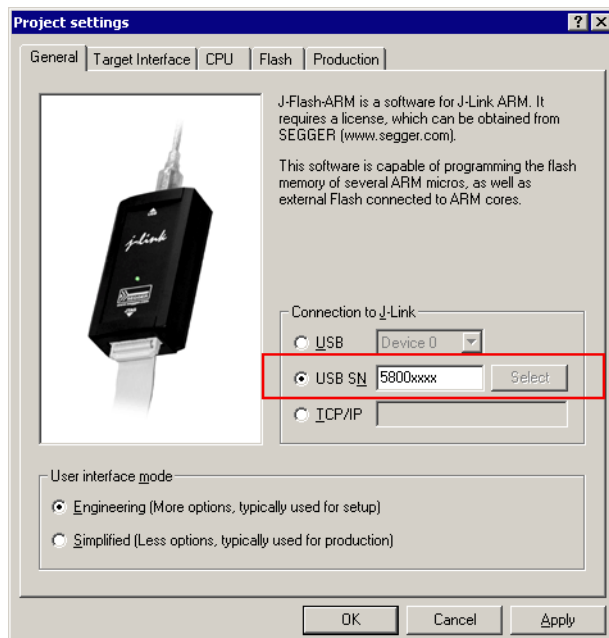 Project settings
General
Target Interface
CPU
Flash
Production
J-Flash-ARM is a software for J-Link ARM. It
requires a license, which can be obtained from
SEGGER (www.segger.com).
This software is capable of programming the flash
memory of several ARM micros, as well as
external Flash connected to ARM cores.
j-link
Connection to J-Link
USB
Device 0
USB SN
5800xxxx
Select
TCP/IP
User interface mode
Engineering (More options, typically used for setup)
Simplified (Less options, typically used for production)
OK
Cancel
Apply